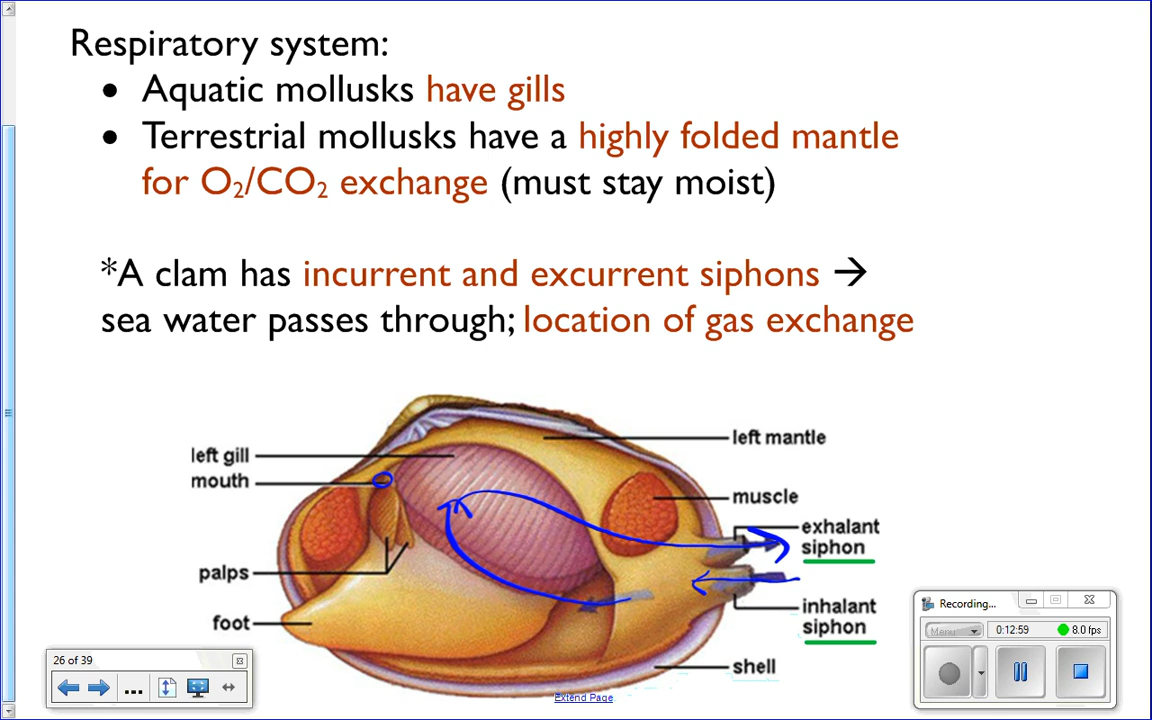 Respiratory system:
• Aquatic mollusks have gills
• Terrestrial mollusks have a highly folded mantle
for O₂/CO₂ exchange (must stay moist)
*A clam has incurrent and excurrent siphons →
sea water passes through; location of gas exchange
left gill
mouth
palps
foot
left mantle
muscle
exhalant
siphon
inhalant
siphon
shell
Recording...
Menu
0:12:59
8.0 fps
26 of 39
...
Extend Page